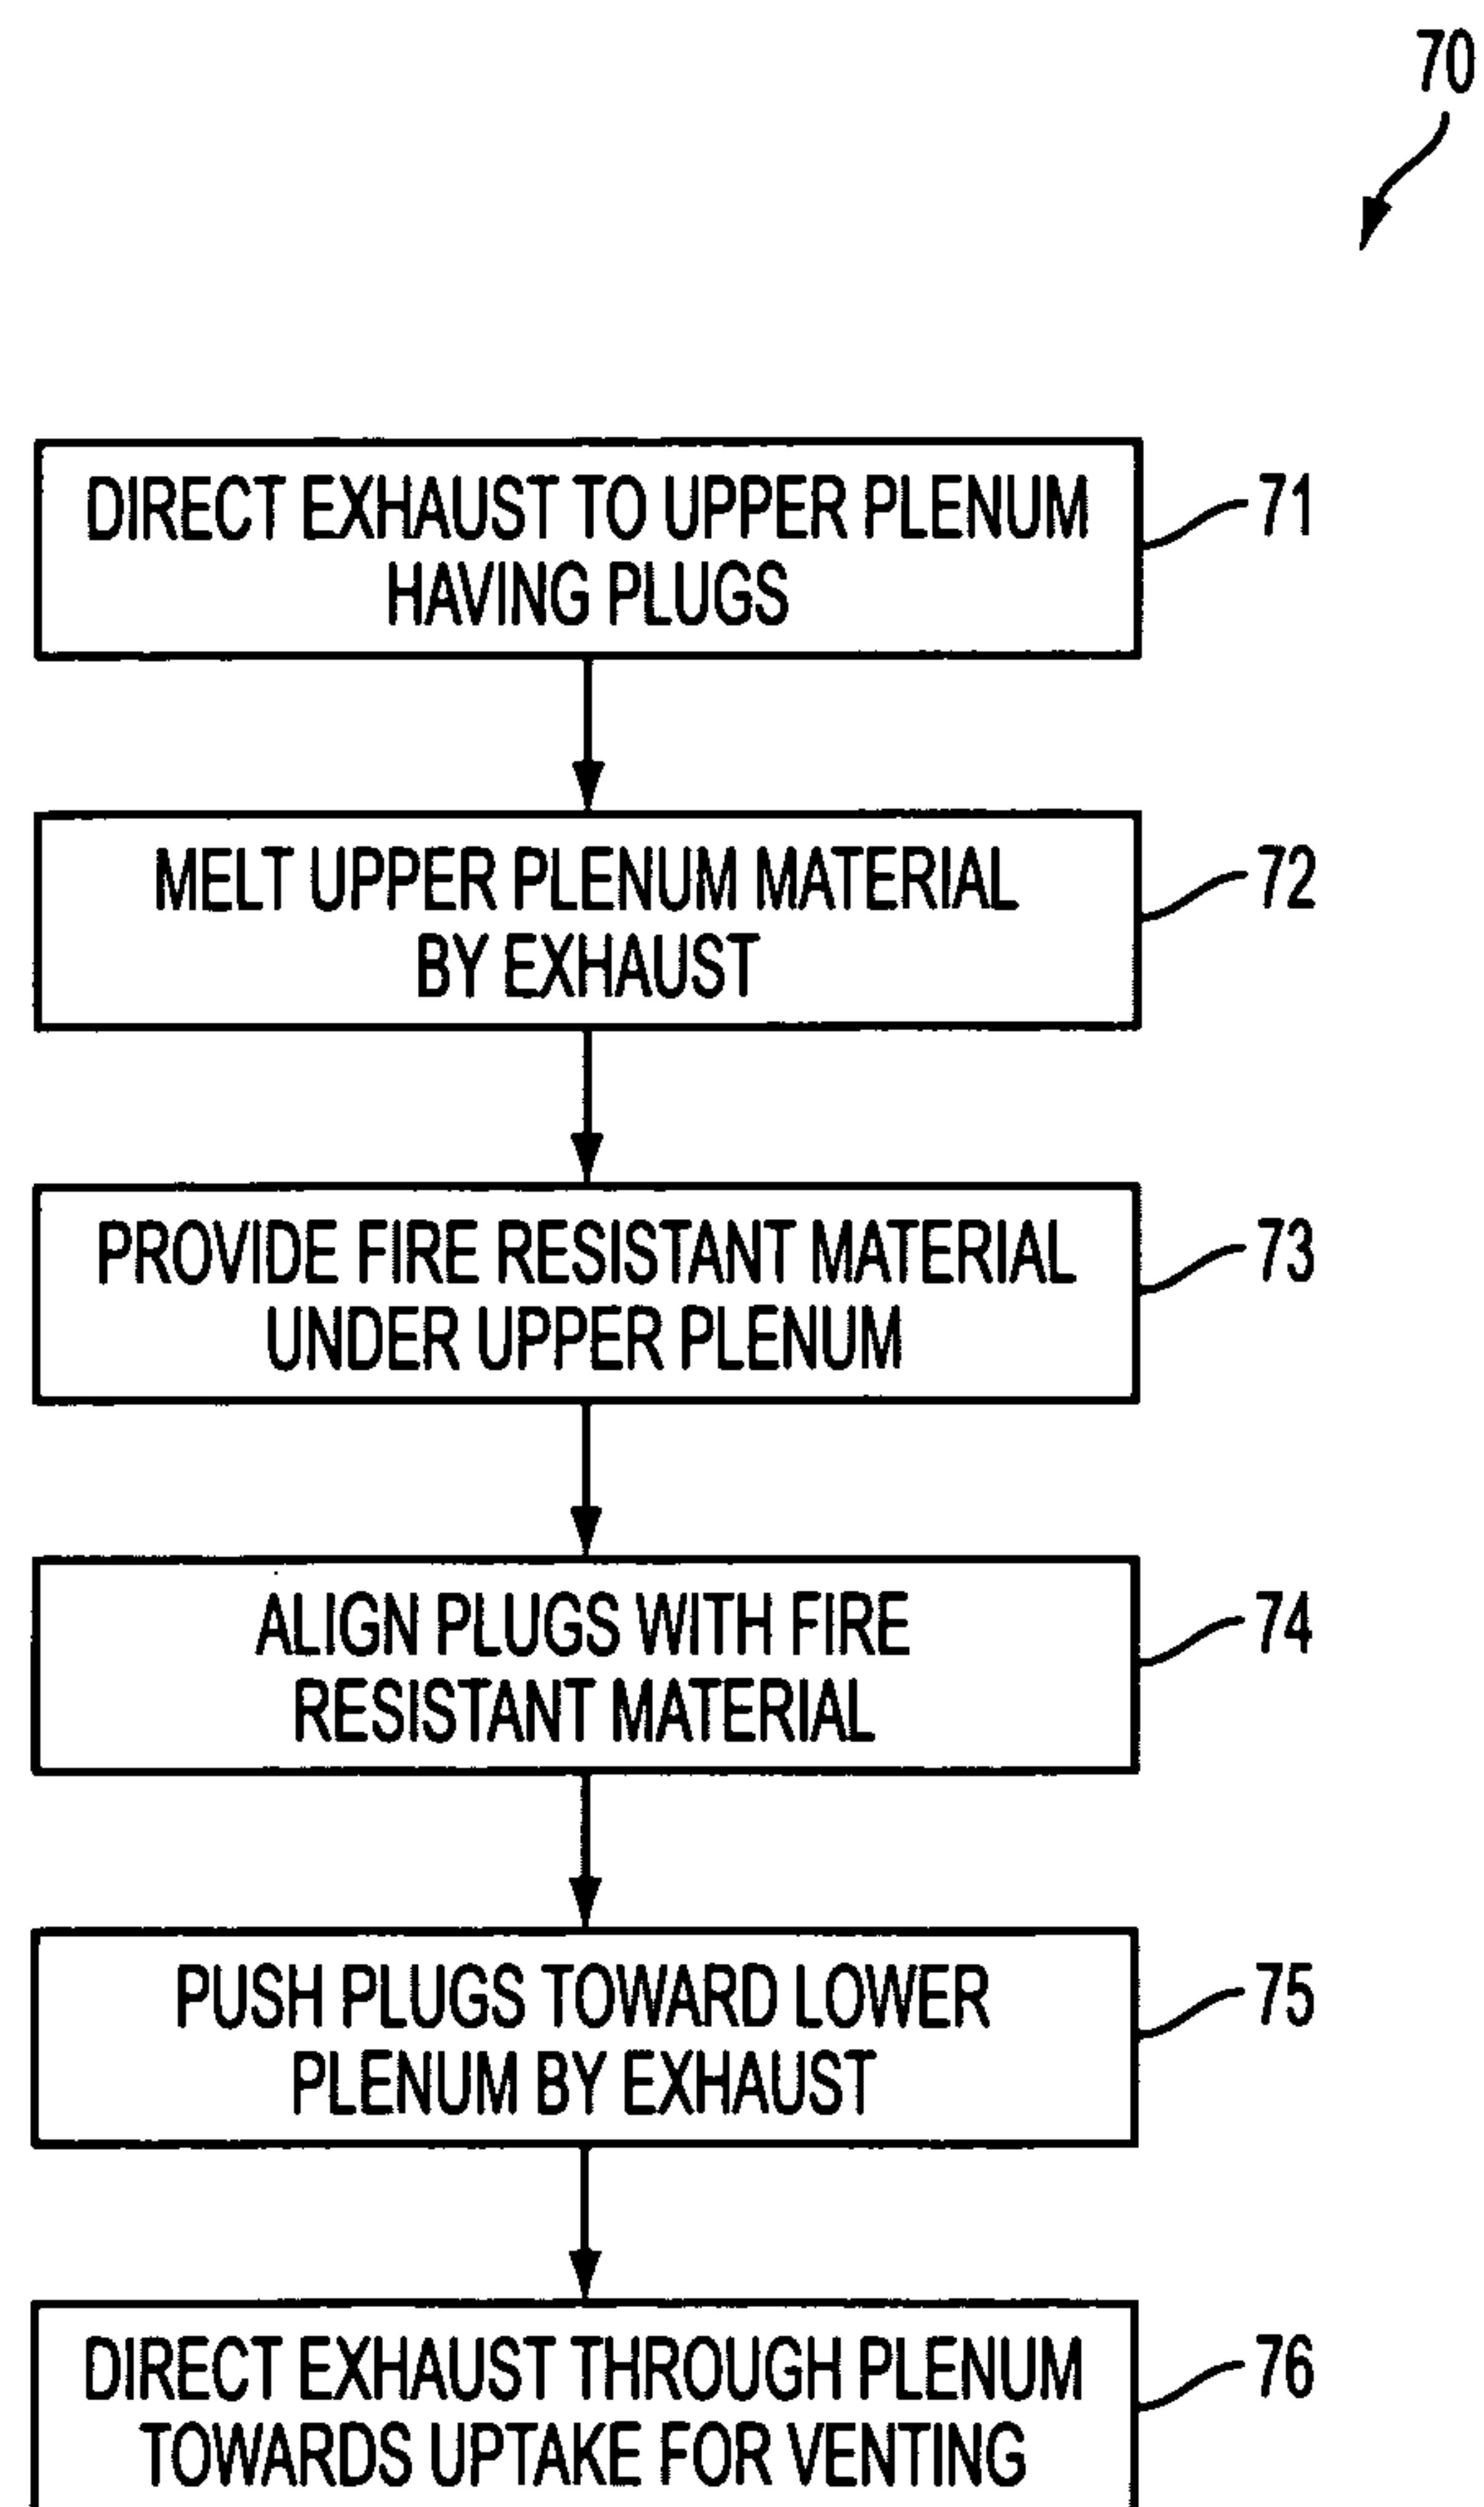 70
DIRECT EXHAUST TO UPPER PLENUM
HAVING PLUGS
71
MELT UPPER PLENUM MATERIAL
BY EXHAUST
72
PROVIDE FIRE RESISTANT MATERIAL
UNDER UPPER PLENUM
73
ALIGN PLUGS WITH FIRE
RESISTANT MATERIAL
74
PUSH PLUGS TOWARD LOWER
PLENUM BY EXHAUST
75
DIRECT EXHAUST THROUGH PLENUM
TOWARDS UPTAKE FOR VENTING
76